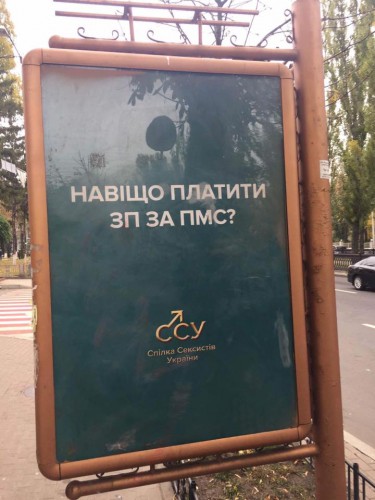 НАВІЩО ПЛАТИТИ
ЗП ЗА ПМС?
ССУ
Спілка Сексистів
України